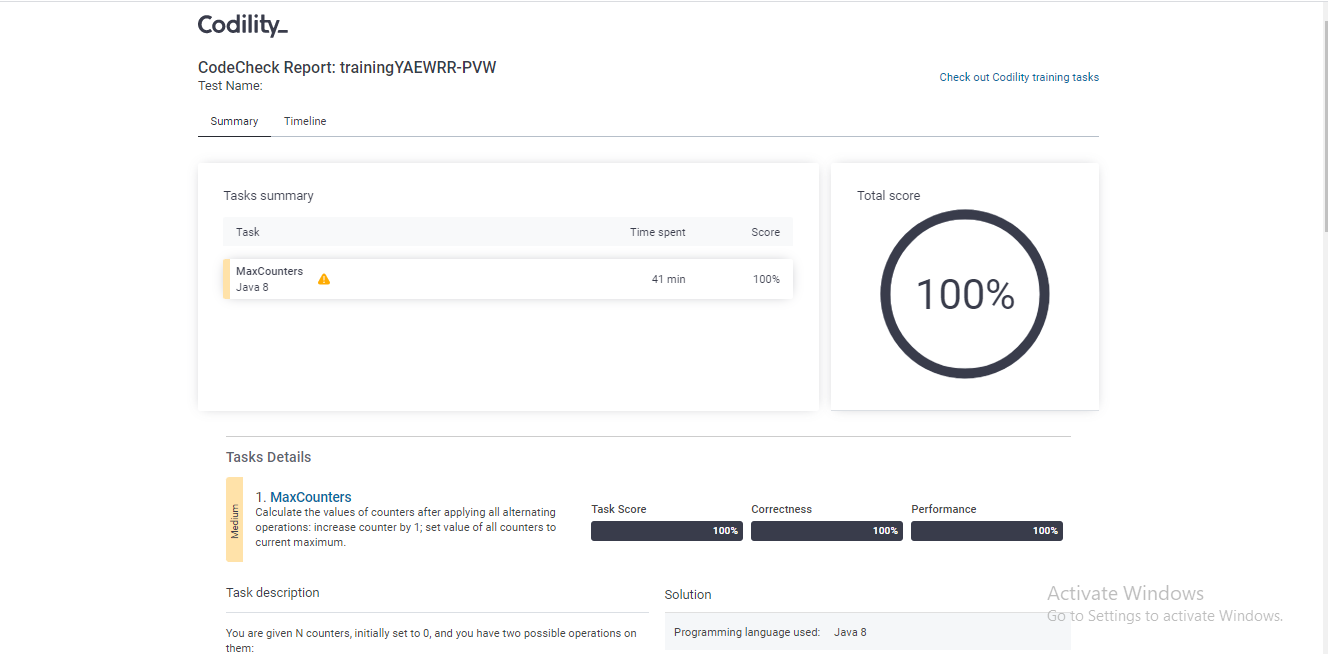 Codility_
CodeCheck Report: trainingYAEWRR-PVW
Test Name:
Check out Codility training tasks
Summary Timeline
Tasks summary
Task Time spent Score
MaxCounters
Java 8
41 min 100%
Total score
100%
Tasks Details
Medium
1. MaxCounters
Calculate the values of counters after applying all alternating
operations: increase counter by 1; set value of all counters to
current maximum.
Task Score Correctness Performance
100% 100% 100%
Task description
You are given N counters, initially set to 0, and you have two possible operations on
them:
Solution
Programming language used: Java 8
Activate Windows
Go to Settings to activate Windows.